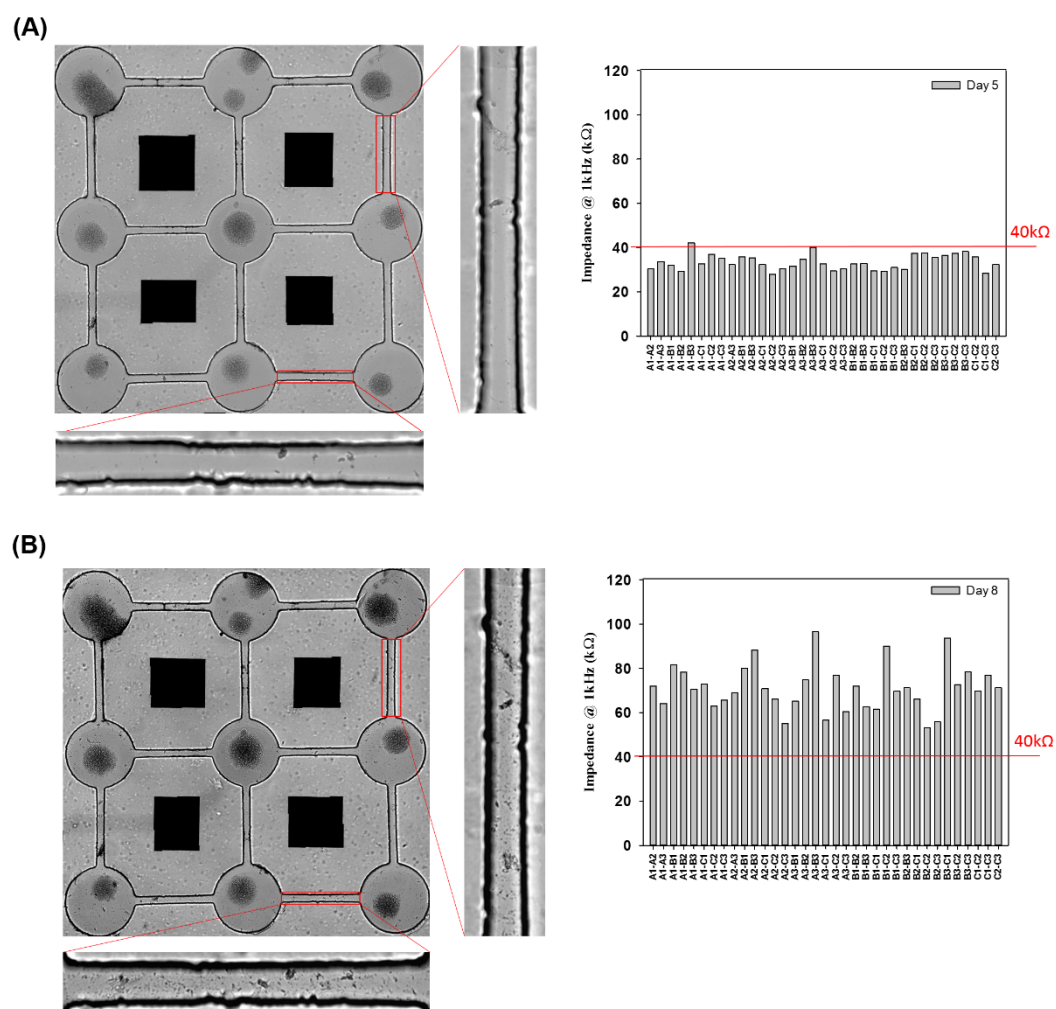 (A)
120
100
80
60
40
20
0
Impedance @ 1kHz (kΩ)
Day 5
40kΩ
A1-A2
A1-A3
A1-B1
A1-B2
A1-B3
A1-C1
A1-C2
A1-C3
A2-A3
A2-B1
A2-B3
A2-C1
A2-C2
A2-C3
A3-B1
A3-B2
A3-B3
A3-C1
A3-C2
A3-C3
B1-B2
B1-B3
B1-C1
B1-C2
B1-C3
B2-B3
B2-C1
B2-C2
B2-C3
B3-C1
B3-C2
B3-C3
C1-C2
C1-C3
C2-C3
(B)
120
100
80
60
40
20
0
Impedance @ 1kHz (kΩ)
Day 8
40kΩ
A1-A2
A1-A3
A1-B1
A1-B2
A1-B3
A1-C1
A1-C2
A1-C3
A2-A3
A2-B1
A2-B3
A2-C1
A2-C2
A2-C3
A3-B1
A3-B2
A3-B3
A3-C1
A3-C2
A3-C3
B1-B2
B1-B3
B1-C1
B1-C2
B1-C3
B2-B3
B2-C1
B2-C2
B2-C3
B3-C1
B3-C2
B3-C3
C1-C2
C1-C3
C2-C3